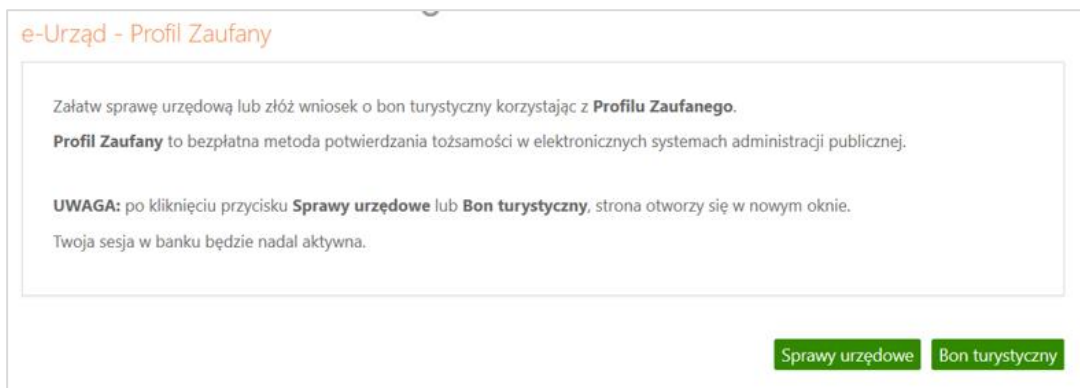 e-Urząd - Profil Zaufany
Załatw sprawę urzędową lub złóż wniosek o bon turystyczny korzystając z Profilu Zaufanego.
Profil Zaufany to bezpłatna metoda potwierdzania tożsamości w elektronicznych systemach administracji publicznej.
UWAGA: po kliknięciu przycisku Sprawy urzędowe lub Bon turystyczny, strona otworzy się w nowym oknie.
Twoja sesja w banku będzie nadal aktywna.
Sprawy urzędowe Bon turystyczny